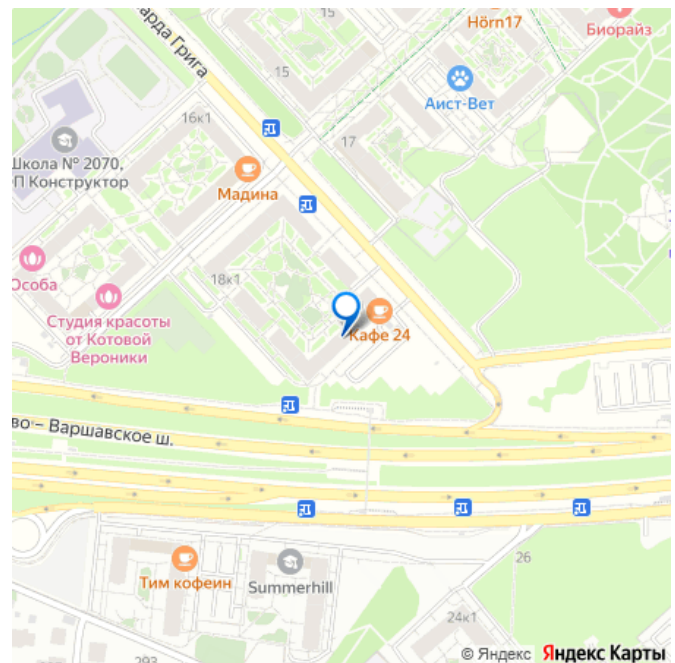 15
Hörn17
Биорайз
арда Грига
15
Аист-Вет
16к1
17
Школа № 2070,
П Конструктор
Мадина
Особа
18к1
Студия красоты
от Котовой
Вероники
Кафе 24
во – Варшавское ш.
Тим кофеин
Summerhill
26
24к1
293
© Яндекс Яндекс Карты